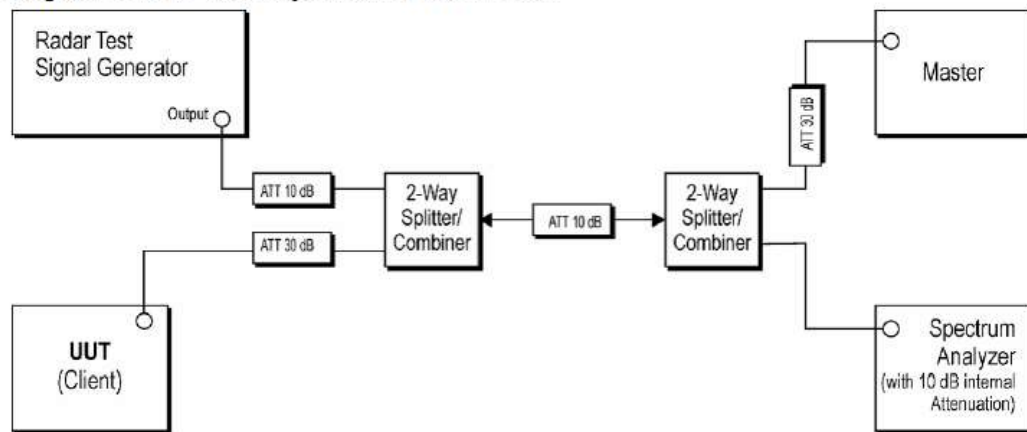 Radar Test
Signal Generator
Output
ATT 10 dB
ATT 30 dB
UUT
(Client)
2-Way
Splitter/
Combiner
ATT 10 dB
2-Way
Splitter/
Combiner
ATT 30 dB
Master
Spectrum
Analyzer
(with 10 dB internal
Attenuation)